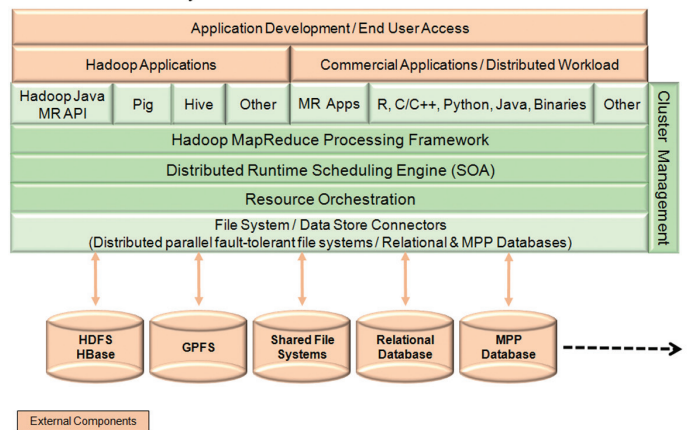 Application Development / End User Access
Hadoop Applications
Commercial Applications / Distributed Workload
Hadoop Java
MR API
Pig
Hive
Other
MR Apps
R, C/C++, Python, Java, Binaries
Other
Cluster Management
Hadoop MapReduce Processing Framework
Distributed Runtime Scheduling Engine (SOA)
Resource Orchestration
File System / Data Store Connectors
(Distributed parallel fault-tolerant file systems / Relational & MPP Databases)
HDFS
HBase
GPFS
Shared File
Systems
Relational
Database
MPP
Database
External Components